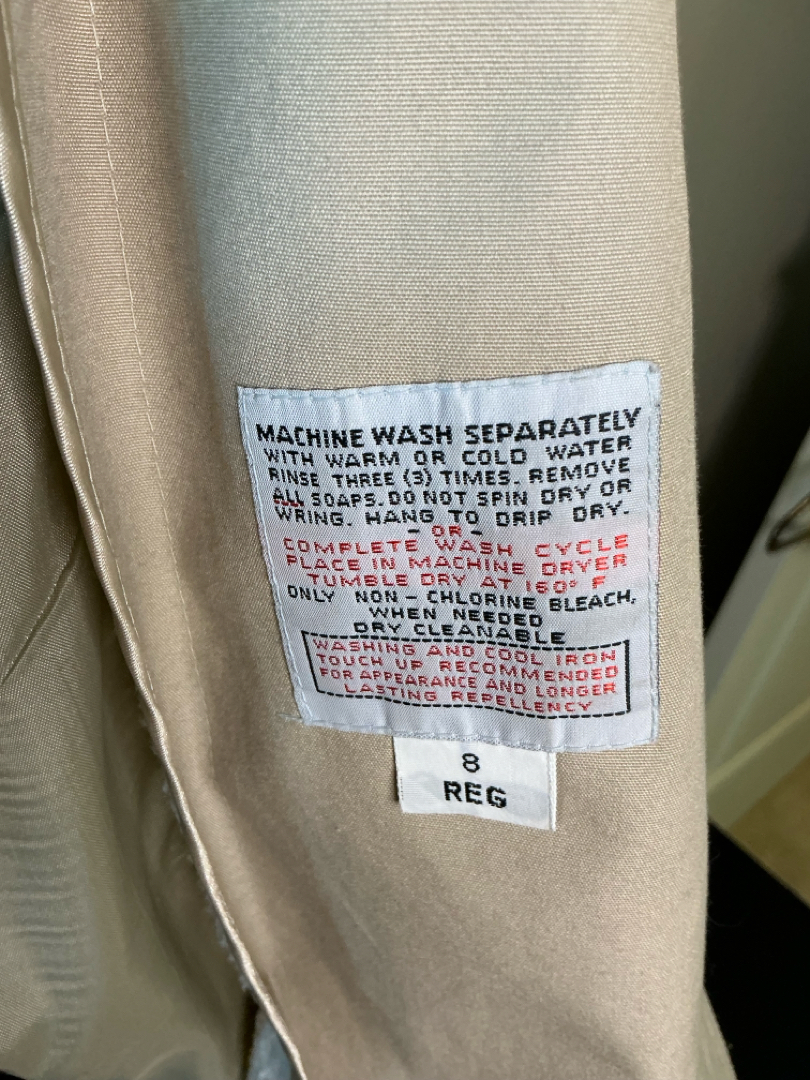 MACHINE WASH SEPARATELY
WITH WARM OR COLD WATER
RINSE THREE (3) TIMES. REMOVE
ALL SOAPS. DO NOT SPIN DRY OR
WRING. HANG TO DRIP DRY.
- OR -
COMPLETE WASH CYCLE
PLACE IN MACHINE DRYER
TUMBLE DRY AT 160° F
ONLY NON - CHLORINE BLEACH,
WHEN NEEDED
DRY CLEANABLE
WASHING AND COOL IRON
TOUCH UP RECOMMENDED
FOR APPEARANCE AND LONGER
LASTING REPELLENCY
8
REG